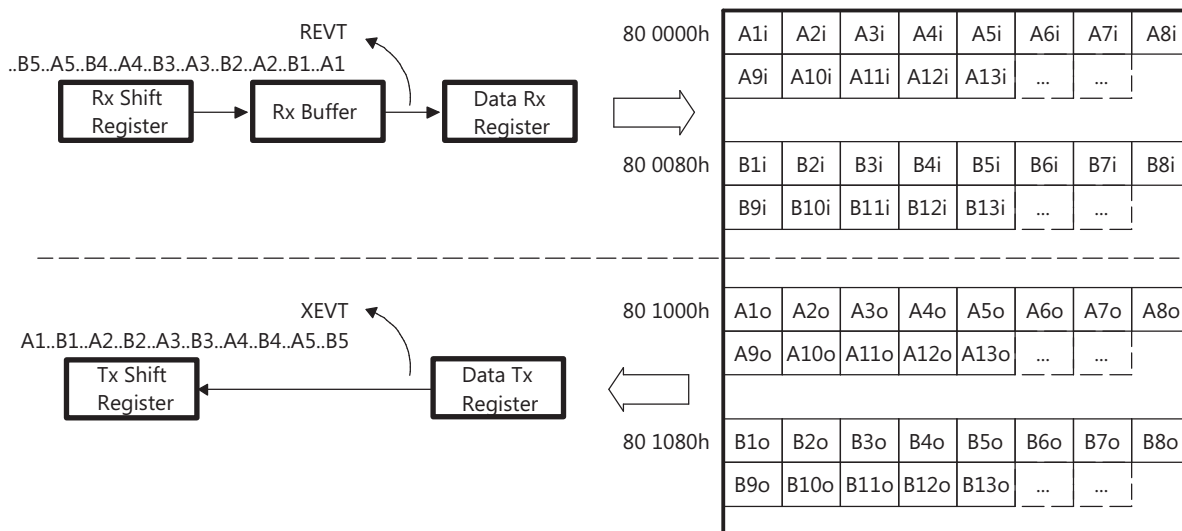 REVT
..B5..A5..B4..A4..B3..A3..B2..A2..B1..A1
Rx Shift
Register
Rx Buffer
Data Rx
Register
80 0000h
A1i A2i A3i A4i A5i A6i A7i A8i
A9i A10i A11i A12i A13i ... ...
80 0080h
B1i B2i B3i B4i B5i B6i B7i B8i
B9i B10i B11i B12i B13i ... ...
XEVT
A1..B1..A2..B2..A3..B3..A4..B4..A5..B5
Tx Shift
Register
Data Tx
Register
80 1000h
A1o A2o A3o A4o A5o A6o A7o A8o
A9o A10o A11o A12o A13o ... ...
80 1080h
B1o B2o B3o B4o B5o B6o B7o B8o
B9o B10o B11o B12o B13o ... ...